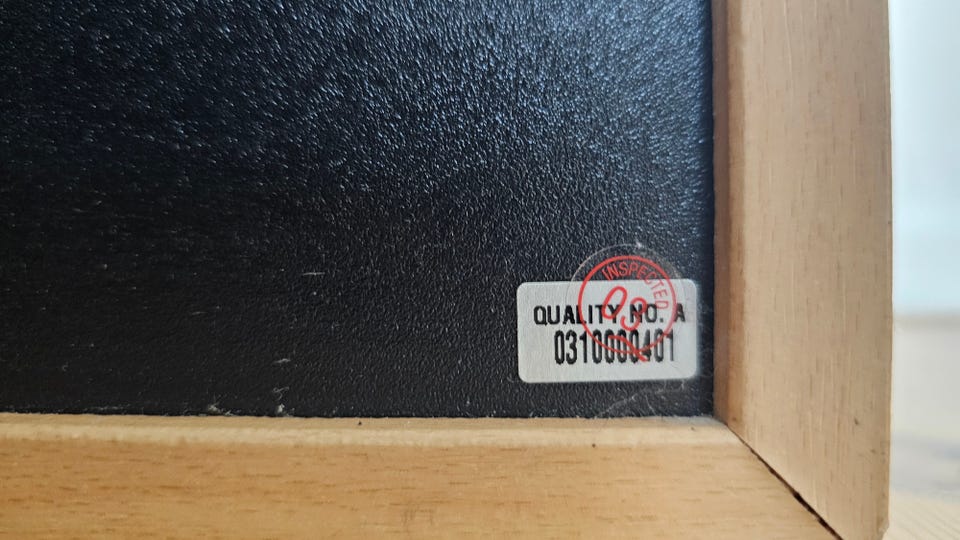 INSPECTED
03
QUALITY NO. A
0310000401